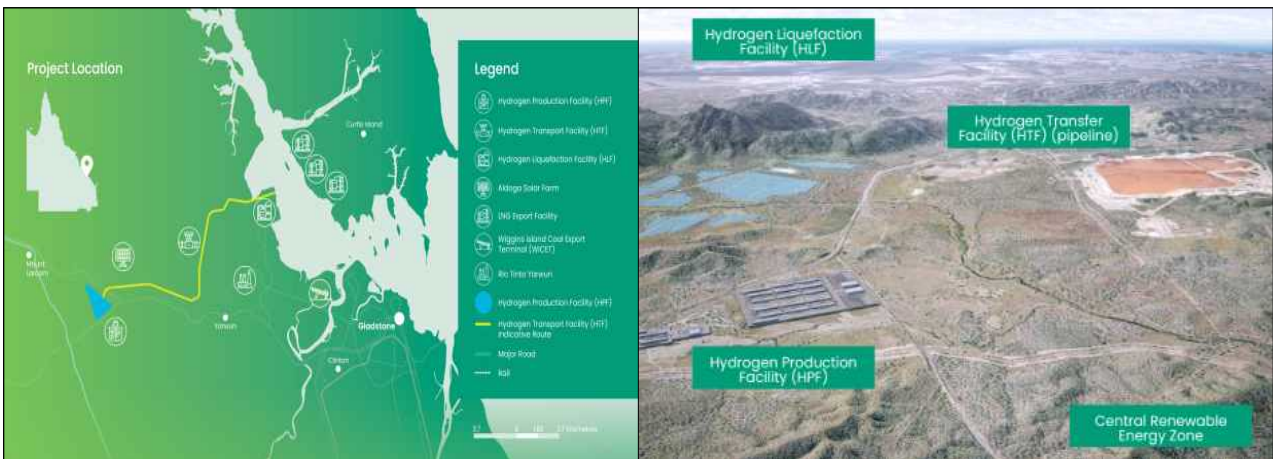 Project Location
Curtis Island
Mount
Larcom
Yarwun
Gladstone
Calliope
Legend
Hydrogen Production Facility (HPF)
Hydrogen Transport Facility (HTF)
Hydrogen Liquefaction Facility (HLF)
Aldoga Solar Farm
LNG Export Facility
Wiggins Island Coal Export
Terminal (WICET)
Rio Tinto Yarwun
Hydrogen Production Facility (HPF)
Hydrogen Transport Facility (HTF)
Indicative Route
Major Road
Rail
Hydrogen Liquefaction
Facility (HLF)
Hydrogen Transfer
Facility (HTF) (pipeline)
Hydrogen Production
Facility (HPF)
Central Renewable
Energy Zone